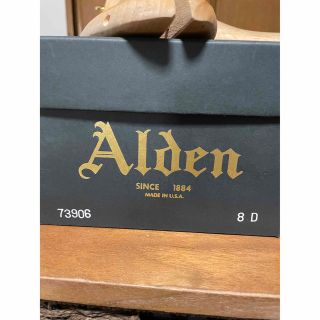 Alden
SINCE 1884
MADE IN U.S.A.
73906 8 D